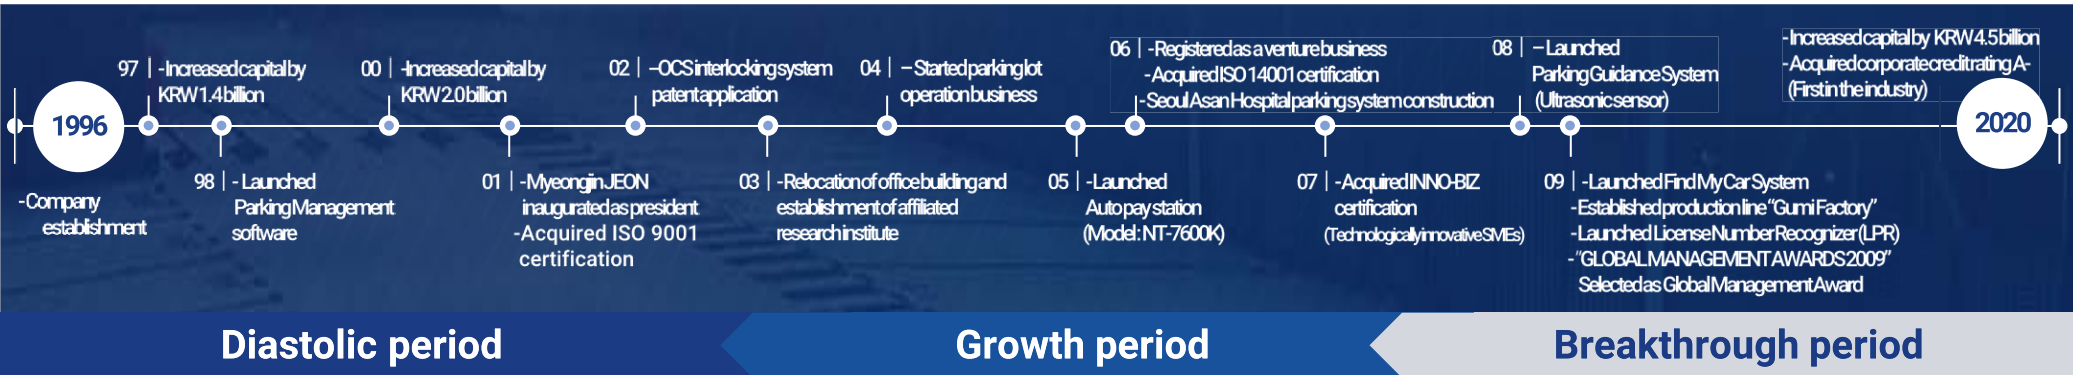 1996
-Company
establishment
97 | -Increased capital by
KRW 1.4 billion
98 | - Launched
Parking Management
software
00 | -Increased capital by
KRW 2.0 billion
01 | -Myeongjin JEON
inaugurated as president
-Acquired ISO 9001
certification
02 | –OCS interlocking system
patent application
03 | -Relocation of office building and
establishment of affiliated
research institute
04 | – Started parking lot
operation business
05 | -Launched
Auto pay station
(Model : NT-7600K)
06 | -Registered as a venture business
-Acquired ISO 14001 certification
-Seoul Asan Hospital parking system construction
07 | -Acquired INNO-BIZ
certification
(Technologically innovative SMEs)
08 | – Launched
Parking Guidance System
(Ultrasonic sensor)
09 | -Launched Find My Car System
-Established production line “Gumi Factory”
-Launched License Number Recognizer (LPR)
-“GLOBAL MANAGEMENT AWARDS 2009”
Selected as Global Management Award
-Increased capital by KRW 4.5 billion
-Acquired corporate credit rating A-
(First in the industry)
2020
Diastolic period
Growth period
Breakthrough period